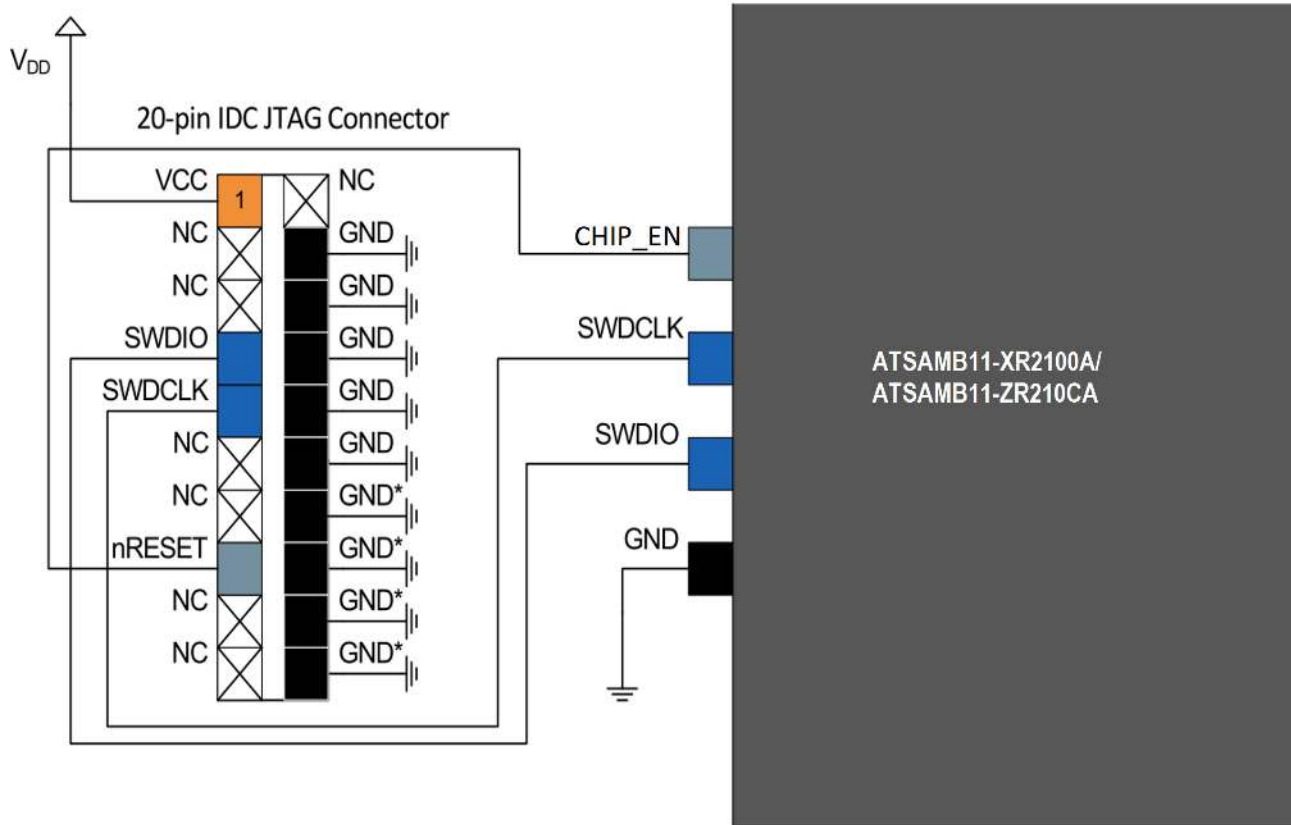 VDD
20-pin IDC JTAG Connector
VCC
1
NC
NC
GND
NC
GND
SWDIO
GND
SWDCLK
GND
NC
GND
NC
GND*
nRESET
GND*
NC
GND*
NC
GND*
CHIP_EN
SWDCLK
SWDIO
GND
ATSAMB11-XR2100A/
ATSAMB11-ZR210CA